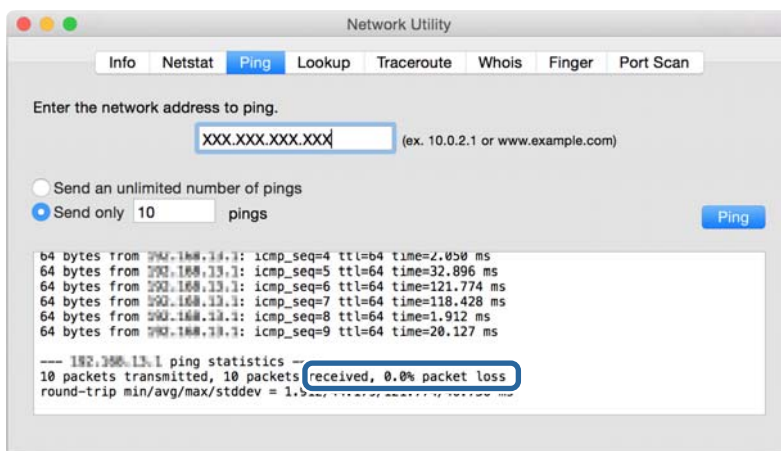 Network Utility
Info Netstat Ping Lookup Traceroute Whois Finger Port Scan
Enter the network address to ping.
XXX.XXX.XXX.XXX (ex. 10.0.2.1 or www.example.com)
Send an unlimited number of pings
Send only 10 pings
Ping
64 bytes from icmp_seq=4 ttl=64 time=2.050 ms
64 bytes from icmp_seq=5 ttl=64 time=32.896 ms
64 bytes from icmp_seq=6 ttl=64 time=121.774 ms
64 bytes from icmp_seq=7 ttl=64 time=118.428 ms
64 bytes from icmp_seq=8 ttl=64 time=1.912 ms
64 bytes from icmp_seq=9 ttl=64 time=20.127 ms
--- ping statistics --
10 packets transmitted, 10 packets received, 0.0% packet loss
round-trip min/avg/max/stddev = ms